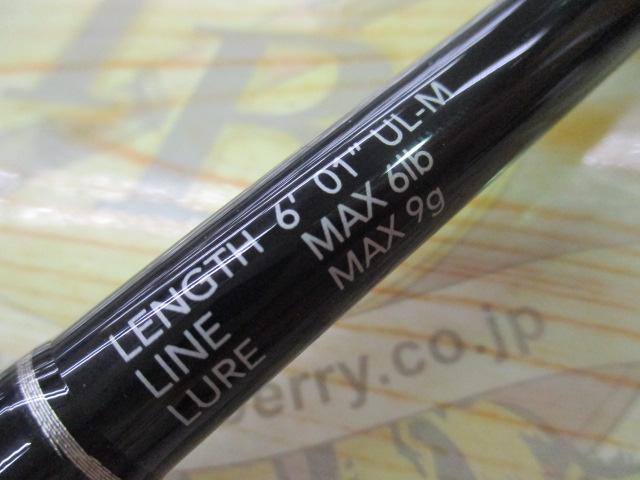 LENGTH 6' 01" UL-M
LINE MAX 6lb
LURE MAX 9g
berry.co.jp